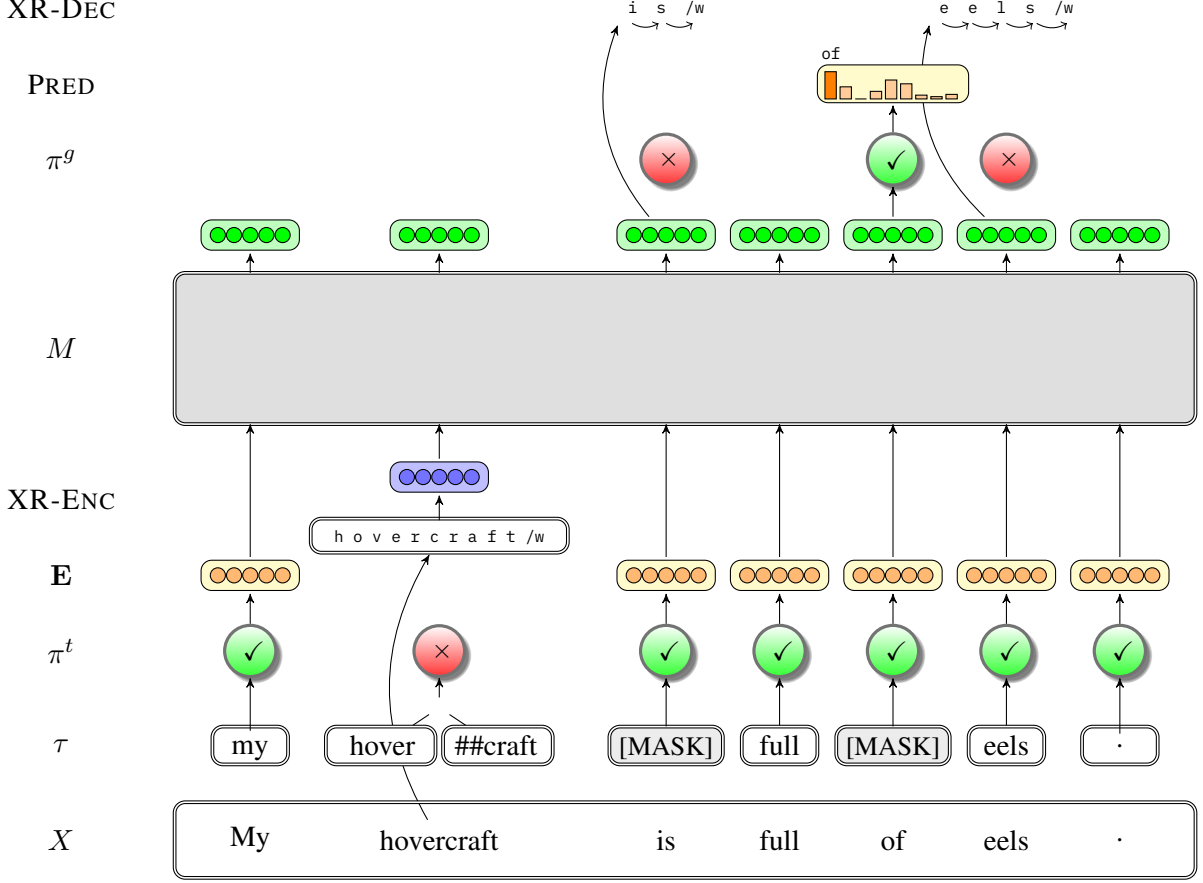 XR-DEC i s /w e e l s /w
of
PRED
π^g × ✓ ×
M
XR-ENC
h o v e r c r a f t /w
E
π^t ✓ × ✓ ✓ ✓ ✓ ✓
τ my hover ##craft [MASK] full [MASK] eels .
X My hovercraft is full of eels .